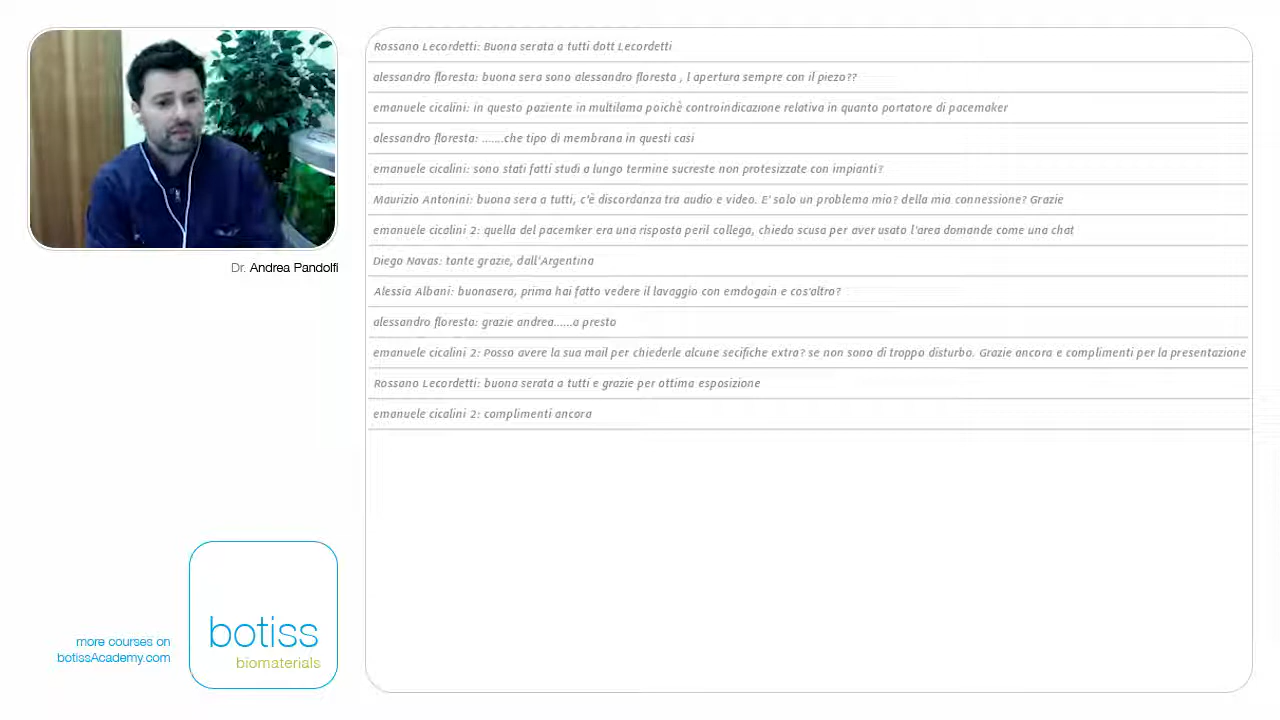 Rossano Lecordetti: Buona serata a tutti dott Lecordetti
alessandro floresta: buona sera sono alessandro floresta , l apertura sempre con il piezo??
emanuele cicalini: in questo paziente in multilama poichè controindicazione relativa in quanto portatore di pacemaker
alessandro floresta: .......che tipo di membrana in questi casi
emanuele cicalini: sono stati fatti studi a lungo termine sucreste non protesizzate con impianti?
Maurizio Antonini: buona sera a tutti, c'è discordanza tra audio e video. E' solo un problema mio? della mia connessione? Grazie
emanuele cicalini 2: quella del pacemker era una risposta peril collega, chiedo scusa per aver usato l'area domande come una chat
Diego Navas: tante grazie, dall'Argentina
Alessia Albani: buonasera, prima hai fatto vedere il lavaggio con emdogain e cos'altro?
alessandro floresta: grazie andrea......a presto
emanuele cicalini 2: Posso avere la sua mail per chiederle alcune secifiche extra? se non sono di troppo disturbo. Grazie ancora e complimenti per la presentazione
Rossano Lecordetti: buona serata a tutti e grazie per ottima esposizione
emanuele cicalini 2: complimenti ancora
Dr. Andrea Pandolfi
botiss
biomaterials
more courses on
botissAcademy.com